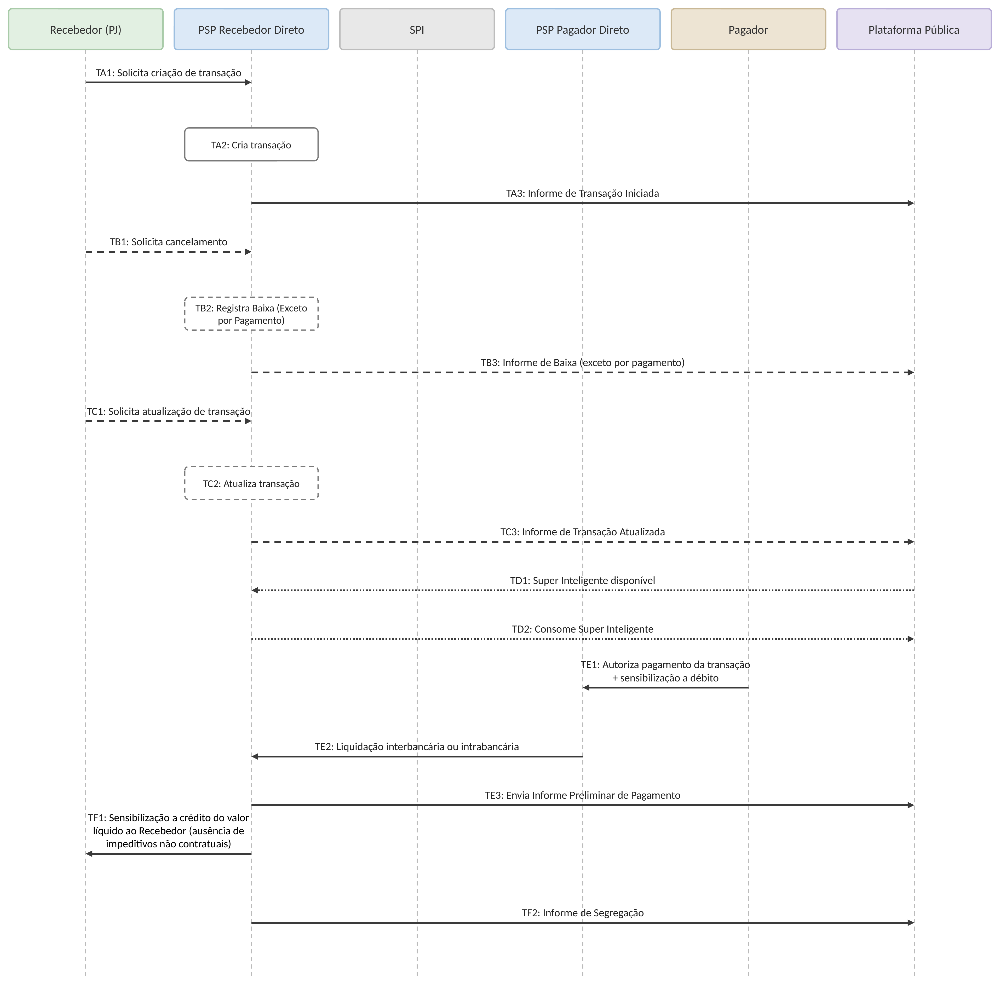 Recebedor (PJ)
PSP Recebedor Direto
SPI
PSP Pagador Direto
Pagador
Plataforma Pública
TA1: Solicita criação de transação
TA2: Cria transação
TA3: Informe de Transação Iniciada
TB1: Solicita cancelamento
TB2: Registra Baixa (Exceto
por Pagamento)
TB3: Informe de Baixa (exceto por pagamento)
TC1: Solicita atualização de transação
TC2: Atualiza transação
TC3: Informe de Transação Atualizada
TD1: Super Inteligente disponível
TD2: Consome Super Inteligente
TE1: Autoriza pagamento da transação
+ sensibilização a débito
TE2: Liquidação interbancária ou intrabancária
TE3: Envia Informe Preliminar de Pagamento
TF1: Sensibilização a crédito do valor
líquido ao Recebedor (ausência de
impeditivos não contratuais)
TF2: Informe de Segregação